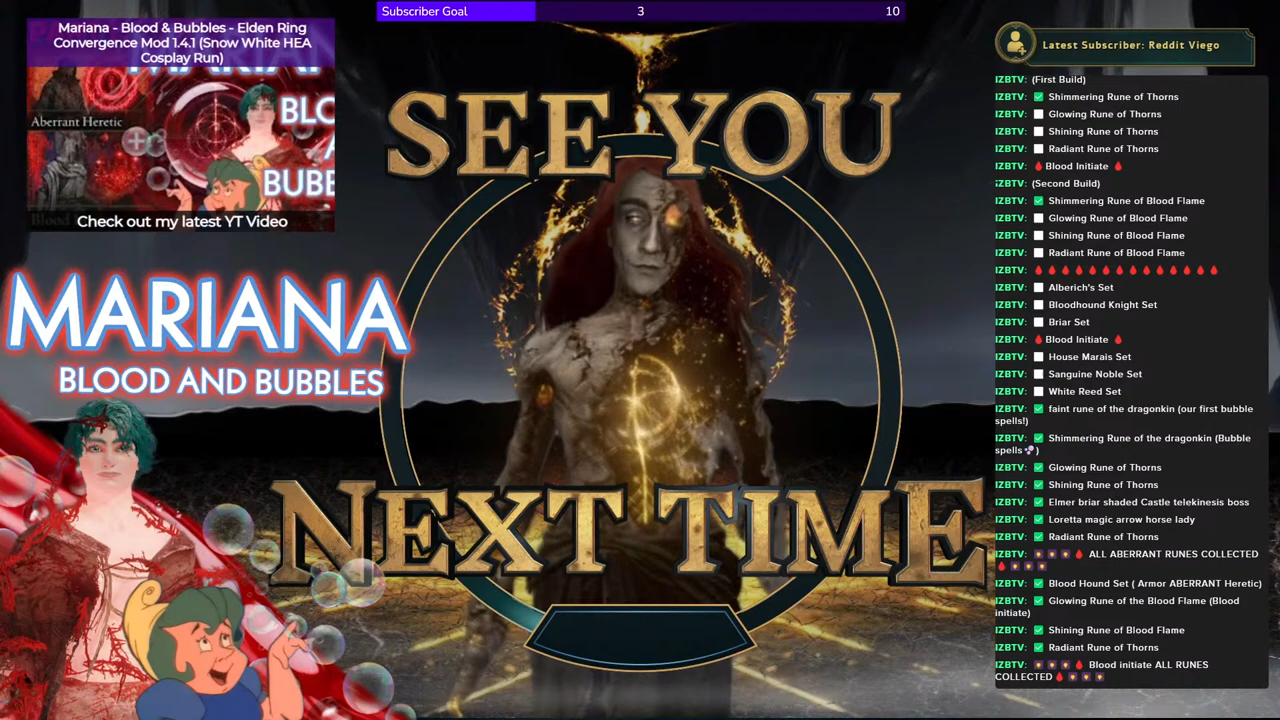 Subscriber Goal 3 10
Mariana - Blood & Bubbles - Elden Ring
Convergence Mod 1.4.1 (Snow White HEA
Cosplay Run)
Aberrant Heretic
BLO
BUBB
Check out my latest YT Video
MARIANA
BLOOD AND BUBBLES
SEE YOU
NEXT TIME
Latest Subscriber: Reddit Viego
IZBTV: (First Build)
IZBTV: ✅ Shimmering Rune of Thorns
IZBTV: ⬜ Glowing Rune of Thorns
IZBTV: ⬜ Shining Rune of Thorns
IZBTV: ⬜ Radiant Rune of Thorns
IZBTV: 🩸 Blood Initiate 🩸
IZBTV: (Second Build)
IZBTV: ✅ Shimmering Rune of Blood Flame
IZBTV: ⬜ Glowing Rune of Blood Flame
IZBTV: ⬜ Shining Rune of Blood Flame
IZBTV: ⬜ Radiant Rune of Blood Flame
IZBTV: 🩸🩸🩸🩸🩸🩸🩸🩸🩸🩸🩸🩸🩸🩸
IZBTV: ⬜ Alberich's Set
IZBTV: ⬜ Bloodhound Knight Set
IZBTV: ⬜ Briar Set
IZBTV: 🩸 Blood Initiate 🩸
IZBTV: ⬜ House Marais Set
IZBTV: ⬜ Sanguine Noble Set
IZBTV: ⬜ White Reed Set
IZBTV: ✅ faint rune of the dragonkin (our first bubble
spells!)
IZBTV: ✅ Shimmering Rune of the dragonkin (Bubble
spells🫧)
IZBTV: ✅ Glowing Rune of Thorns
IZBTV: ✅ Shining Rune of Thorns
IZBTV: ✅ Elmer briar shaded Castle telekinesis boss
IZBTV: ✅ Loretta magic arrow horse lady
IZBTV: ✅ Radiant Rune of Thorns
IZBTV: 🎇🎇🎇🩸 ALL ABERRANT RUNES COLLECTED
🩸🎇🎇🎇
IZBTV: ✅ Blood Hound Set ( Armor ABERRANT Heretic)
IZBTV: ✅ Glowing Rune of the Blood Flame (Blood
initiate)
IZBTV: ✅ Shining Rune of Blood Flame
IZBTV: ✅ Radiant Rune of Thorns
IZBTV: 🎇🎇🎇🩸 Blood initiate ALL RUNES
COLLECTED🩸🎇🎇🎇